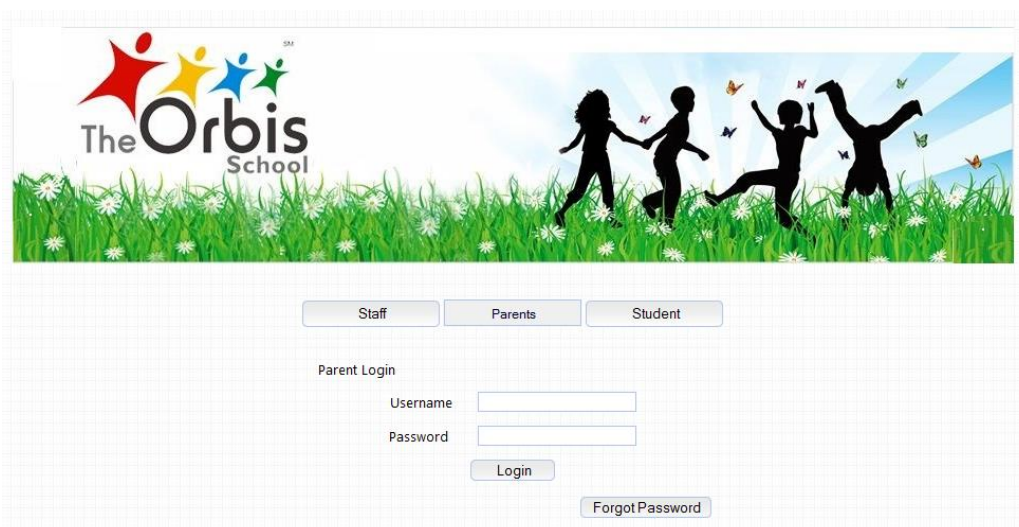 SM
The Orbis
School
Staff Parents Student
Parent Login
Username
Password
Login
Forgot Password